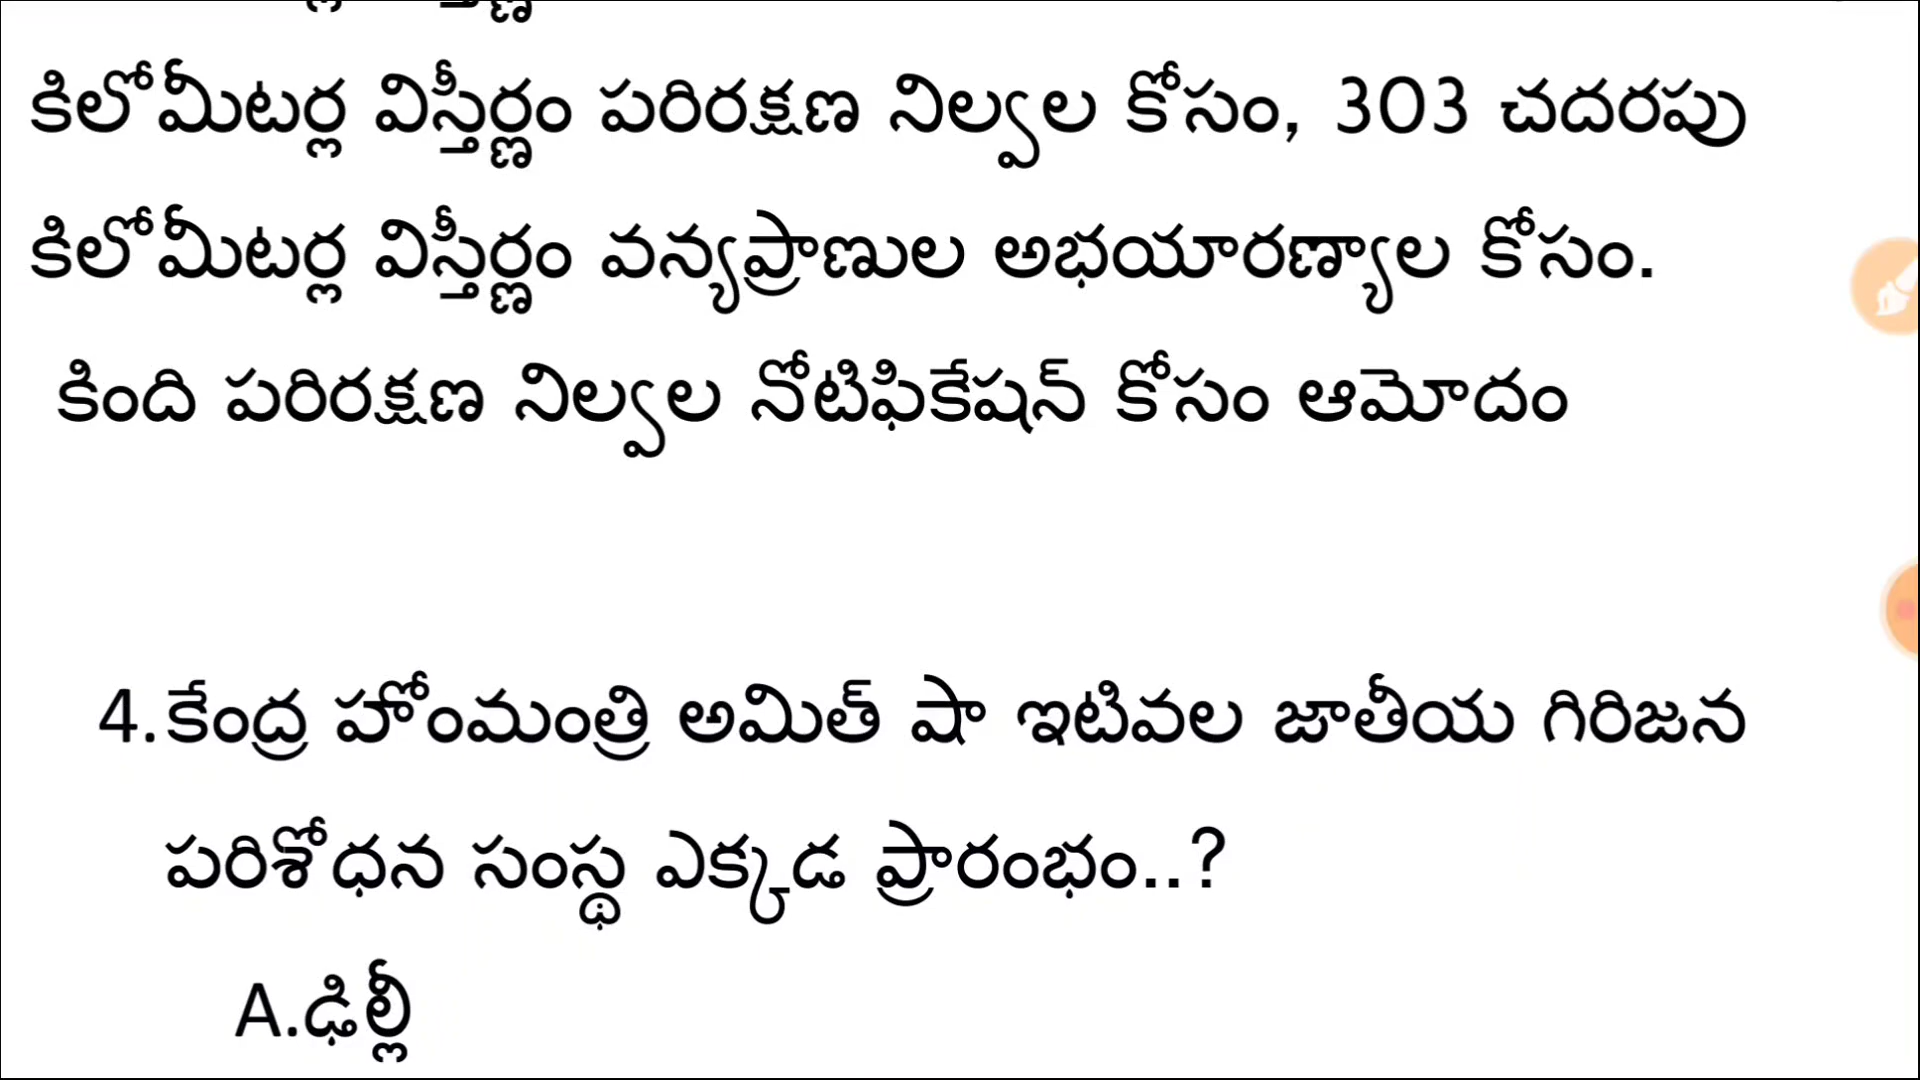 కిలోమీటర్ల విస్తీర్ణం పరిరక్షణ నిల్వల కోసం, 303 చదరపు
కిలోమీటర్ల విస్తీర్ణం వన్యప్రాణుల అభయారణ్యాల కోసం.
కింది పరిరక్షణ నిల్వల నోటిఫికేషన్ కోసం ఆమోదం
4.కేంద్ర హోంమంత్రి అమిత్ షా ఇటివల జాతీయ గిరిజన
పరిశోధన సంస్థ ఎక్కడ ప్రారంభం..?
A.ఢిల్లీ